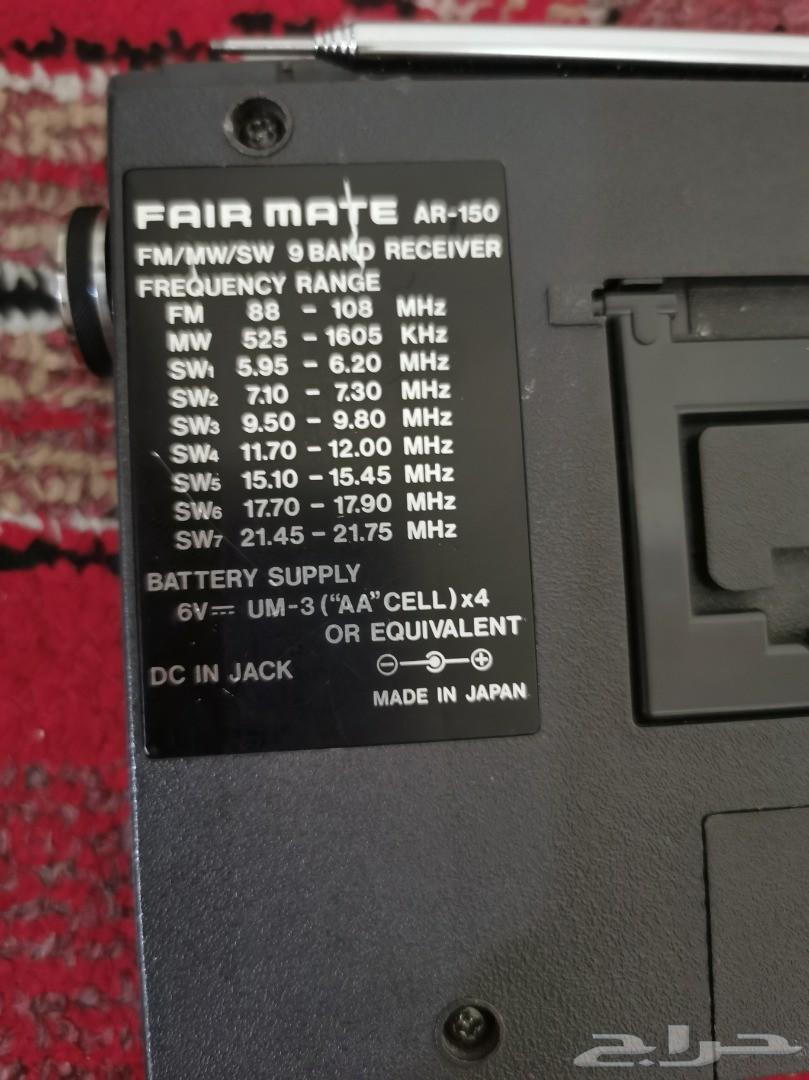 FAIR MATE AR-150
FM/MW/SW 9 BAND RECEIVER
FREQUENCY RANGE
FM 88 - 108 MHz
MW 525 - 1605 KHz
SW1 5.95 - 6.20 MHz
SW2 7.10 - 7.30 MHz
SW3 9.50 - 9.80 MHz
SW4 11.70 - 12.00 MHz
SW5 15.10 - 15.45 MHz
SW6 17.70 - 17.90 MHz
SW7 21.45 - 21.75 MHz
BATTERY SUPPLY
6V⎓ UM-3 ("AA" CELL) x4
OR EQUIVALENT
DC IN JACK
MADE IN JAPAN
حراج